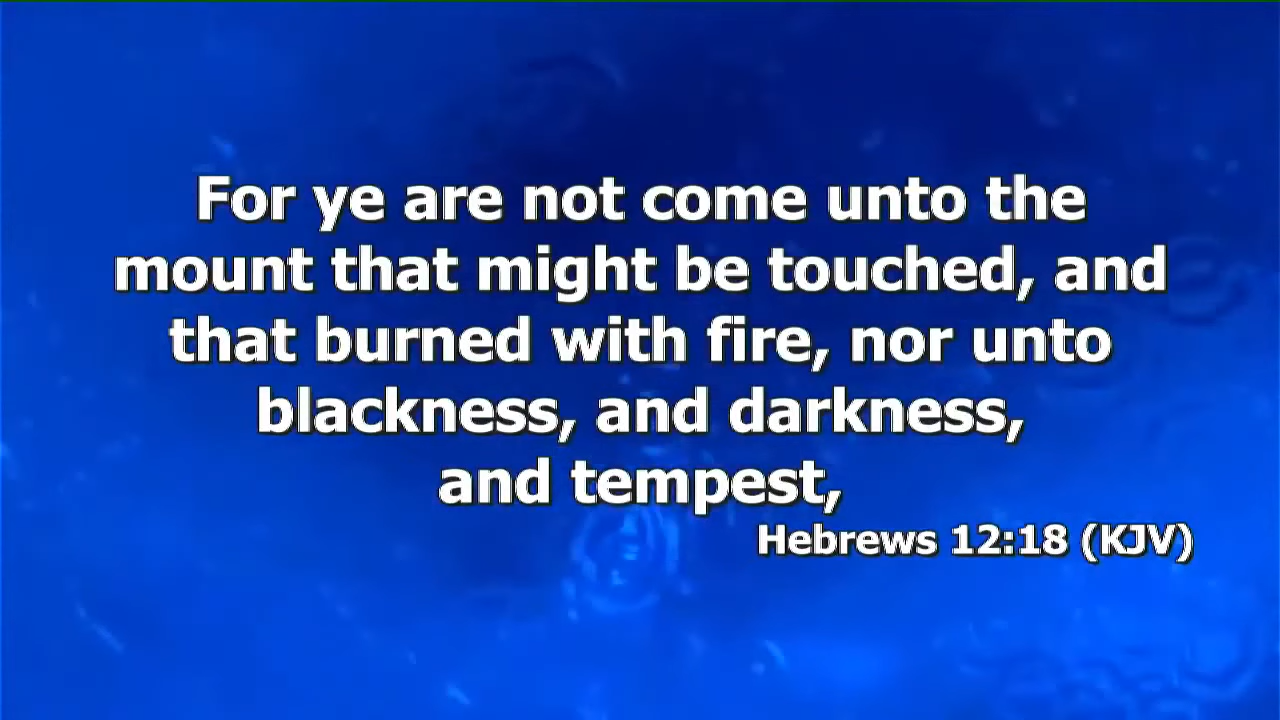 For ye are not come unto the
mount that might be touched, and
that burned with fire, nor unto
blackness, and darkness,
and tempest,
Hebrews 12:18 (KJV)